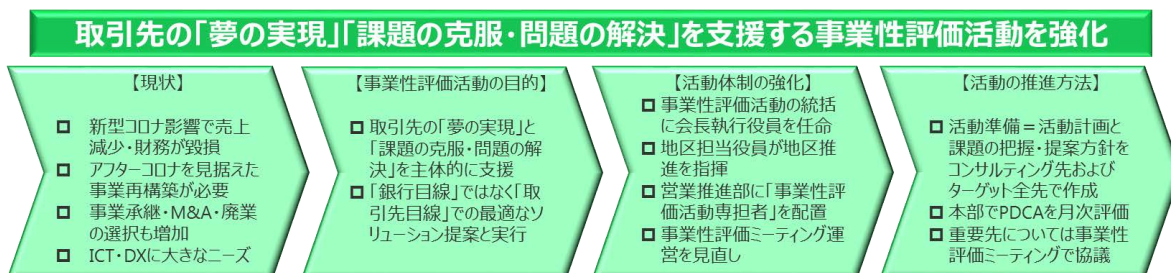 取引先の「夢の実現」「課題の克服・問題の解決」を支援する事業性評価活動を強化
【現状】
新型コロナ影響で売上
減少・財務が毀損
アフターコロナを見据えた
事業再構築が必要
事業承継・M&A・廃業
の選択も増加
ICT・DXに大きなニーズ
【事業性評価活動の目的】
取引先の「夢の実現」と
「課題の克服・問題の解
決」を主体的に支援
「銀行目線」ではなく「取
引先目線」での最適なソ
リューション提案と実行
【活動体制の強化】
事業性評価活動の統括
に会長執行役員を任命
地区担当役員が地区推
進を指揮
営業推進部に「事業性評
価活動専担者」を配置
事業性評価ミーティング運
営を見直し
【活動の推進方法】
活動準備＝活動計画と
課題の把握・提案方針を
コンサルティング先および
ターゲット全先で作成
本部でPDCAを月次評価
重要先については事業性
評価ミーティングで協議